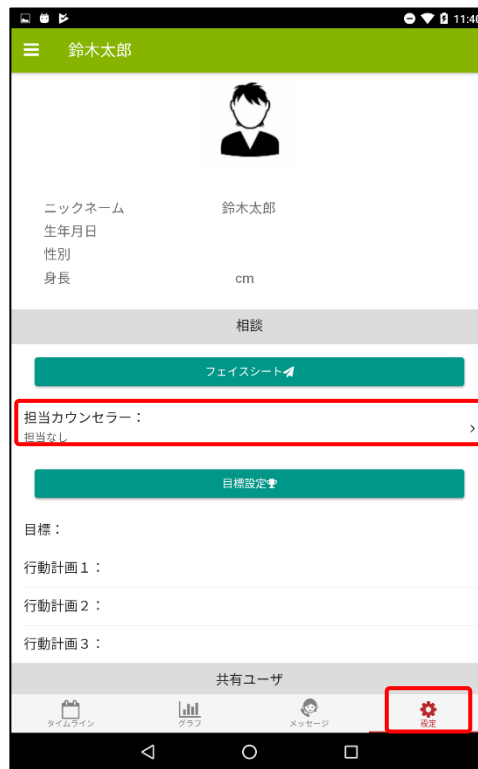 11:40
鈴木太郎
ニックネーム 鈴木太郎
生年月日
性別
身長 cm
相談
フェイスシート
担当カウンセラー：
担当なし
目標設定
目標：
行動計画１：
行動計画２：
行動計画３：
共有ユーザ
タイムライン グラフ メッセージ 設定